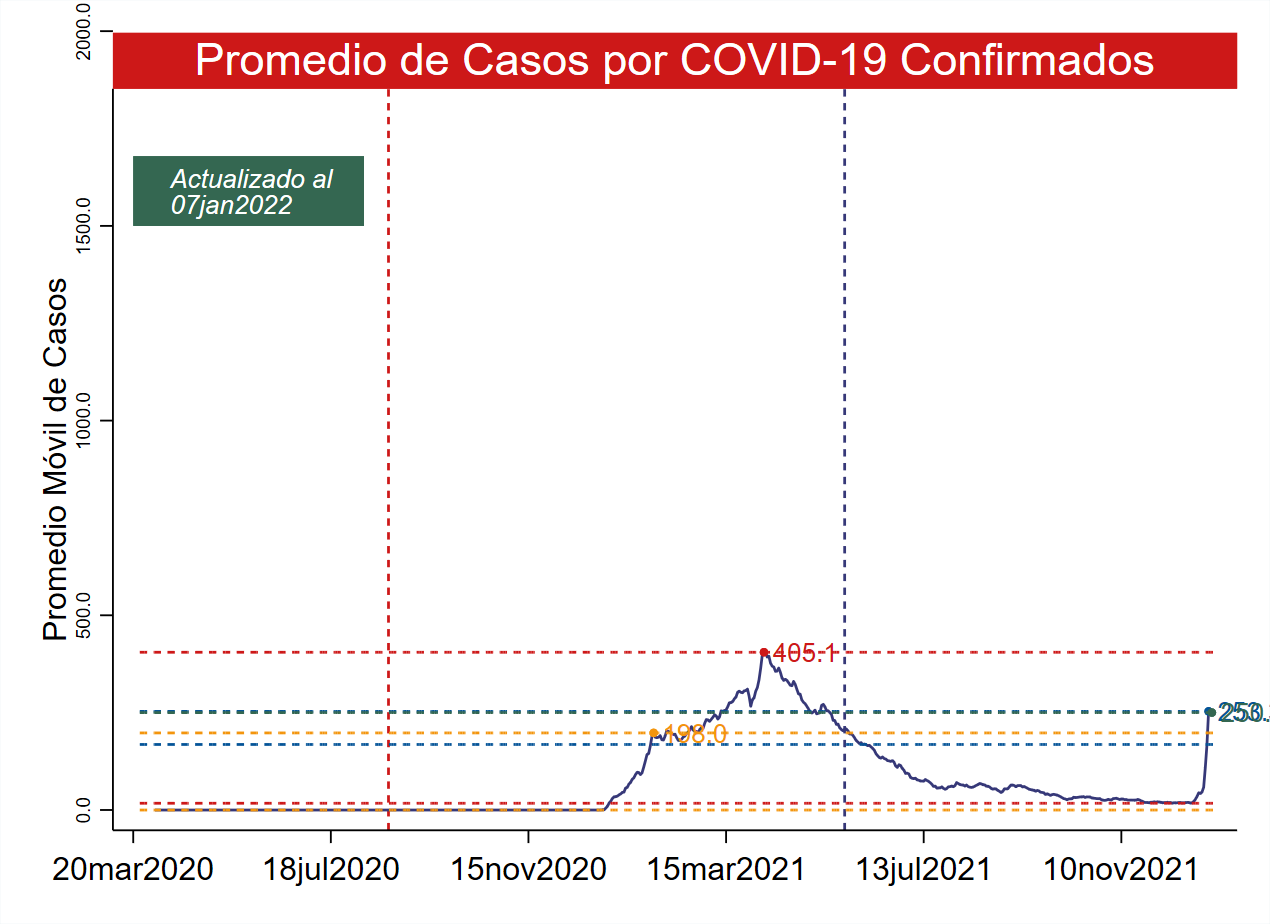 Promedio de Casos por COVID-19 Confirmados
Actualizado al
07jan2022
Promedio Móvil de Casos
2000.0
1500.0
1000.0
500.0
0.0
405.1
198.0
20mar2020
18jul2020
15nov2020
15mar2021
13jul2021
10nov2021